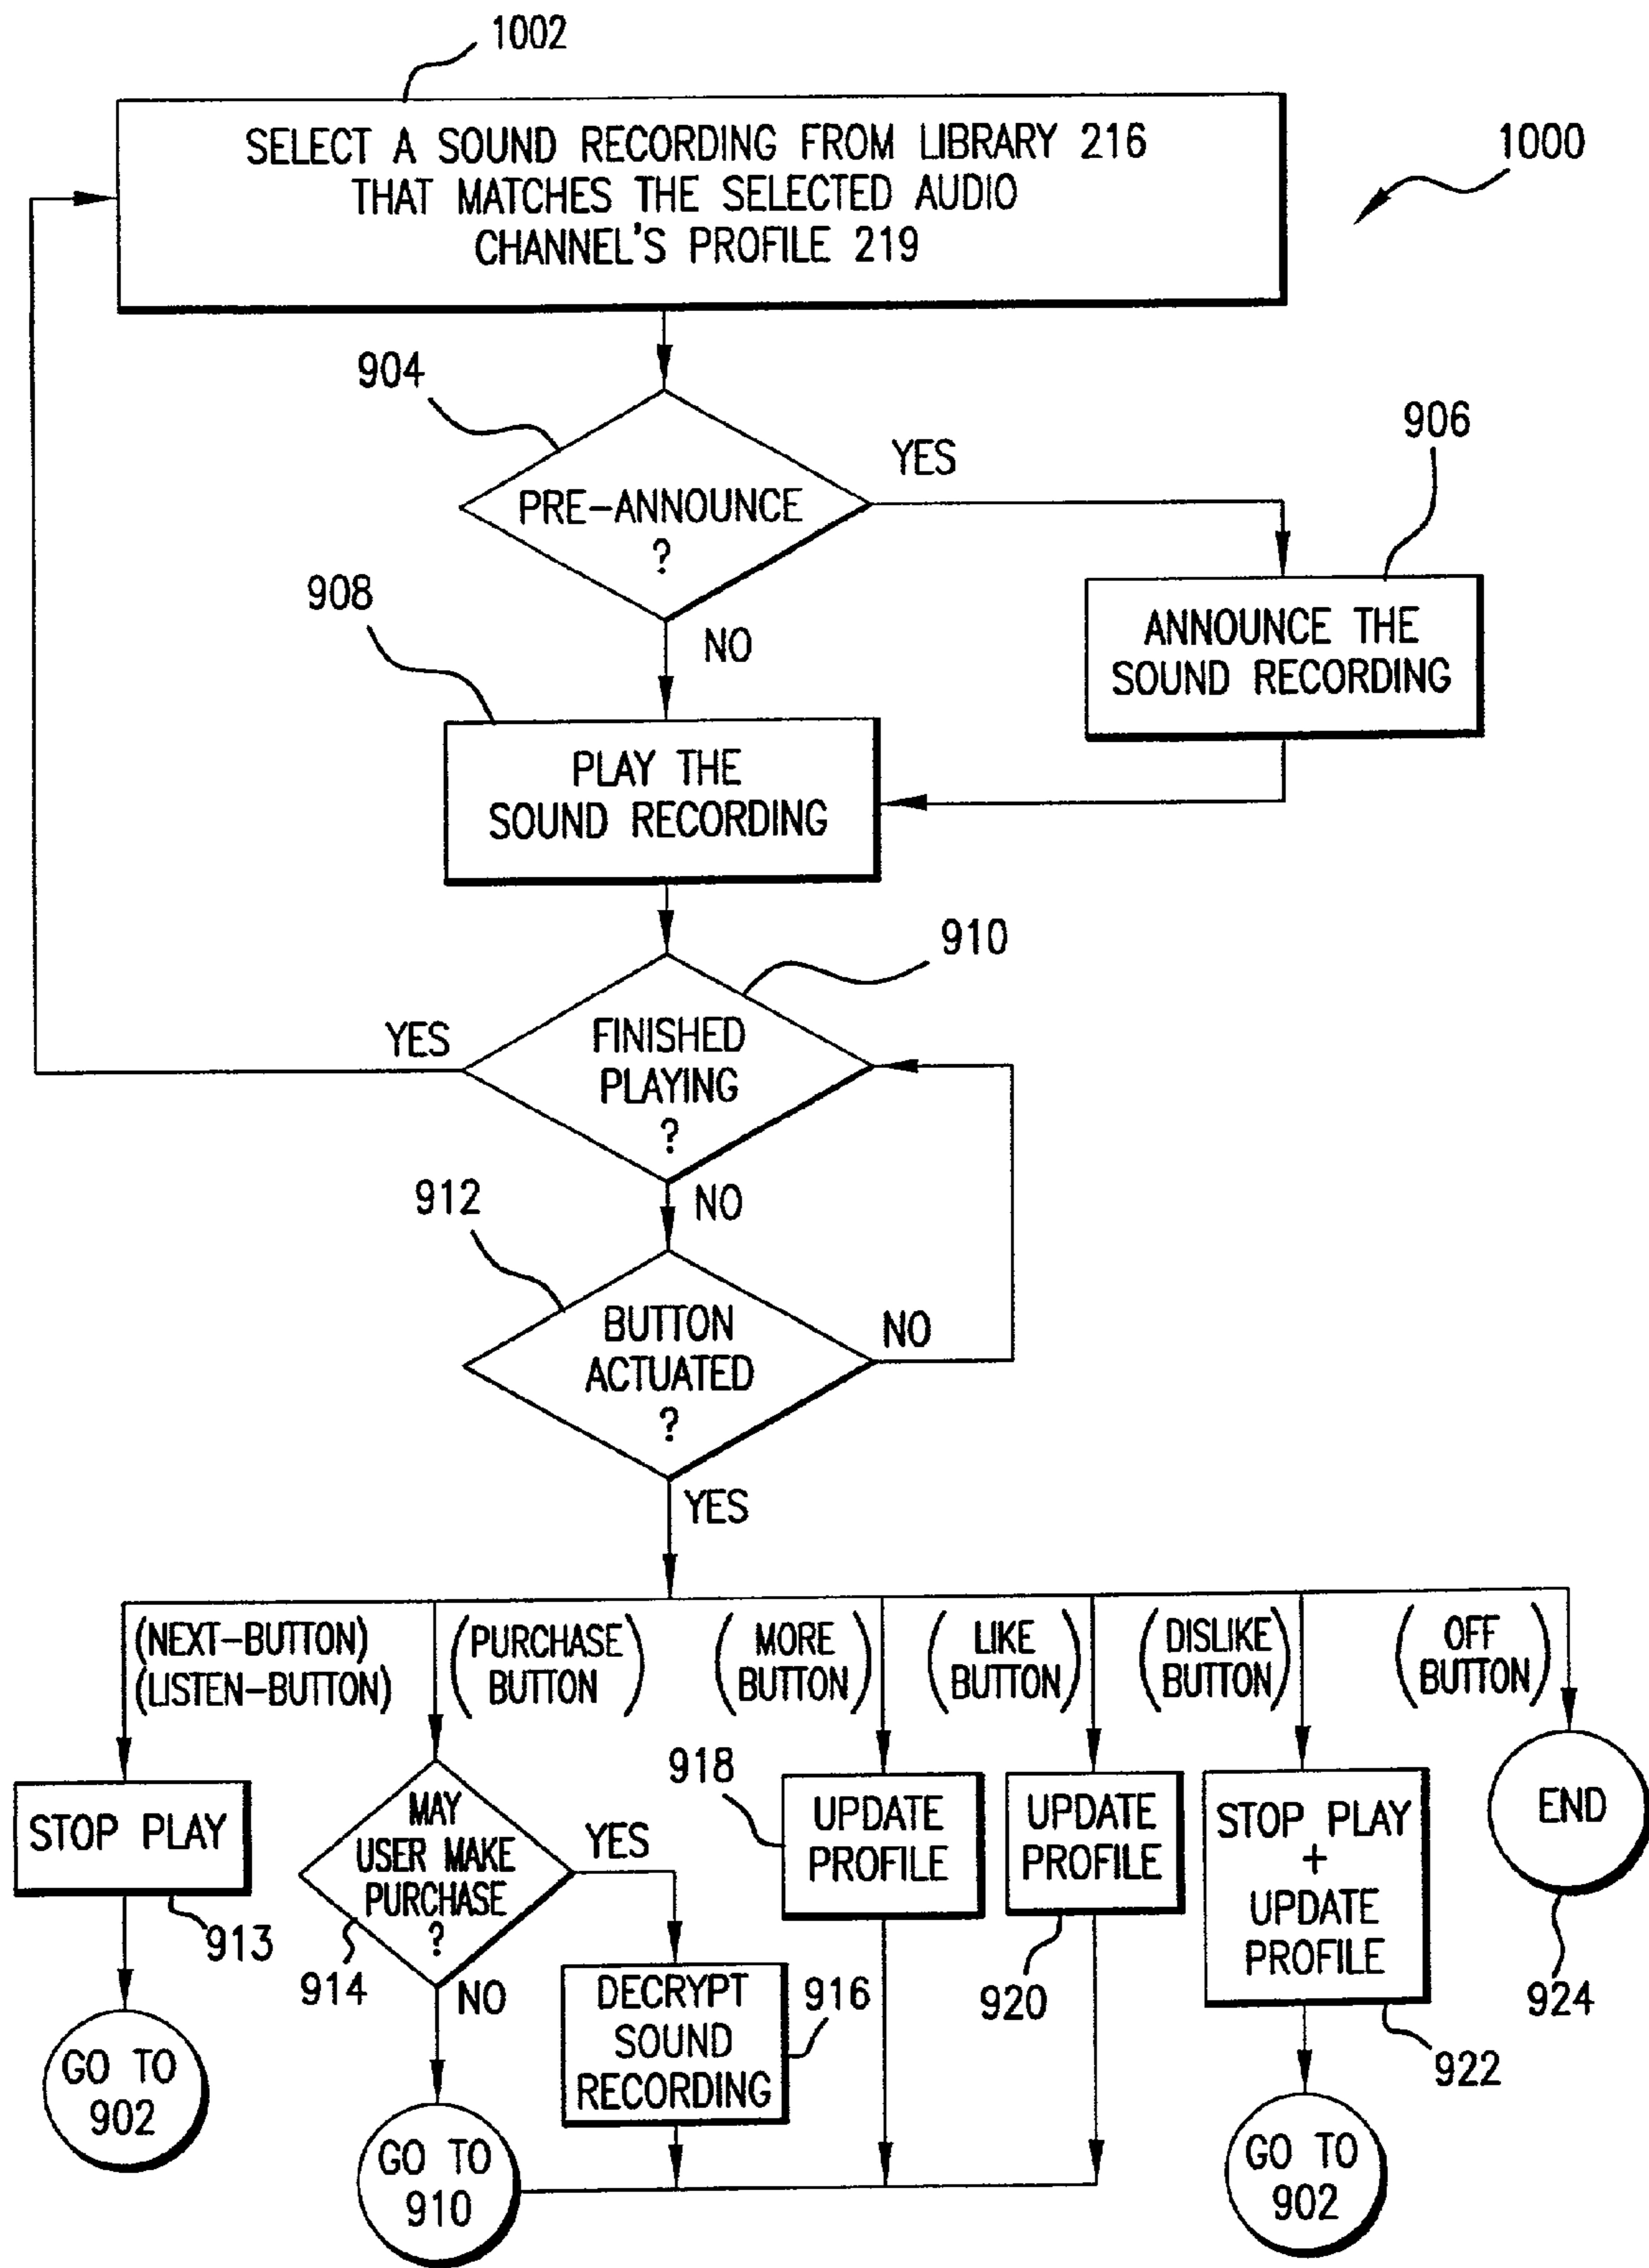 1002
SELECT A SOUND RECORDING FROM LIBRARY 216
THAT MATCHES THE SELECTED AUDIO
CHANNEL'S PROFILE 219
1000
904
PRE-ANNOUNCE
?
YES
NO
906
ANNOUNCE THE
SOUND RECORDING
908
PLAY THE
SOUND RECORDING
910
FINISHED
PLAYING
?
YES
NO
912
BUTTON
ACTUATED
?
NO
YES
(NEXT-BUTTON)
(LISTEN-BUTTON)
(PURCHASE
BUTTON)
(MORE
BUTTON)
(LIKE
BUTTON)
(DISLIKE
BUTTON)
(OFF
BUTTON)
STOP PLAY
913
GO TO
902
MAY
USER MAKE
PURCHASE
?
914
YES
NO
DECRYPT
SOUND
RECORDING
916
GO TO
910
918
UPDATE
PROFILE
UPDATE
PROFILE
920
STOP PLAY
+
UPDATE
PROFILE
922
GO TO
902
END
924